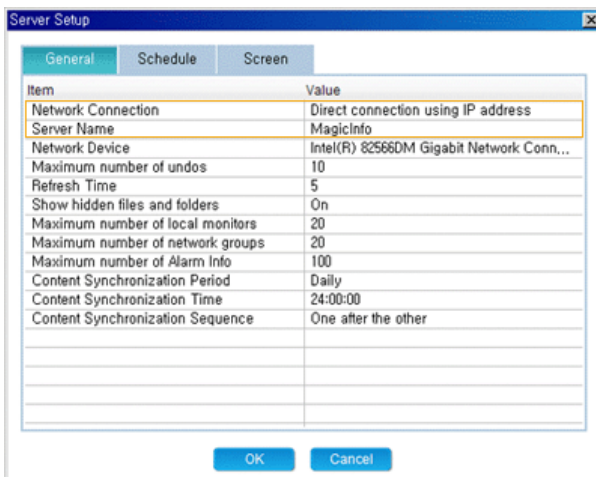 Server Setup
General Schedule Screen
Item Value
Network Connection Direct connection using IP address
Server Name MagicInfo
Network Device Intel(R) 82566DM Gigabit Network Conn,,,
Maximum number of undos 10
Refresh Time 5
Show hidden files and folders On
Maximum number of local monitors 20
Maximum number of network groups 20
Maximum number of Alarm Info 100
Content Synchronization Period Daily
Content Synchronization Time 24:00:00
Content Synchronization Sequence One after the other
OK Cancel